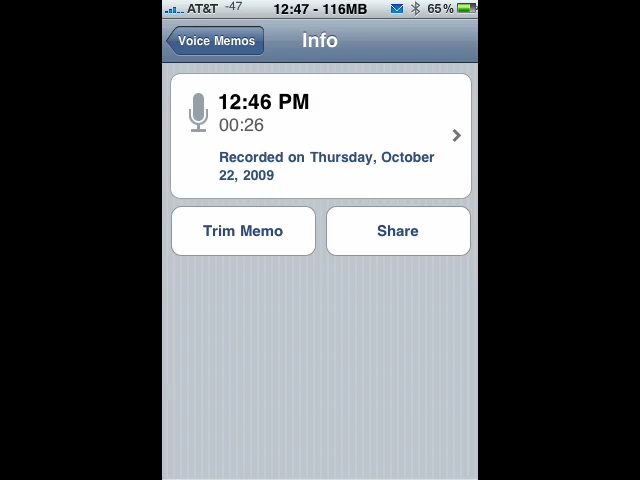 AT&T -47 12:47 - 116MB 65%
Voice Memos Info
12:46 PM
00:26
Recorded on Thursday, October
22, 2009
Trim Memo Share